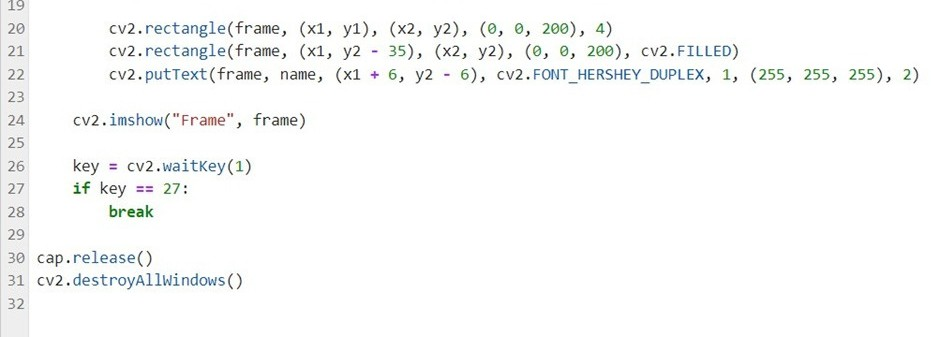 19
20         cv2.rectangle(frame, (x1, y1), (x2, y2), (0, 0, 200), 4)
21         cv2.rectangle(frame, (x1, y2 - 35), (x2, y2), (0, 0, 200), cv2.FILLED)
22         cv2.putText(frame, name, (x1 + 6, y2 - 6), cv2.FONT_HERSHEY_DUPLEX, 1, (255, 255, 255), 2)
23
24     cv2.imshow("Frame", frame)
25
26     key = cv2.waitKey(1)
27     if key == 27:
28         break
29
30 cap.release()
31 cv2.destroyAllWindows()
32